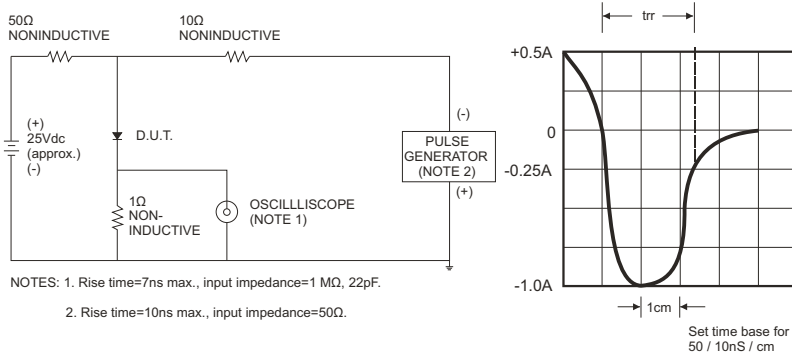 50Ω
NONINDUCTIVE
10Ω
NONINDUCTIVE
(+)
25Vdc
(approx.)
(-)
D.U.T.
1Ω
NON-
INDUCTIVE
OSCILLLISCOPE
(NOTE 1)
(-)
PULSE
GENERATOR
(NOTE 2)
(+)
trr
+0.5A
0
-0.25A
-1.0A
1cm
Set time base for
50 / 10nS / cm
NOTES: 1. Rise time=7ns max., input impedance=1 MΩ, 22pF.
2. Rise time=10ns max., input impedance=50Ω.